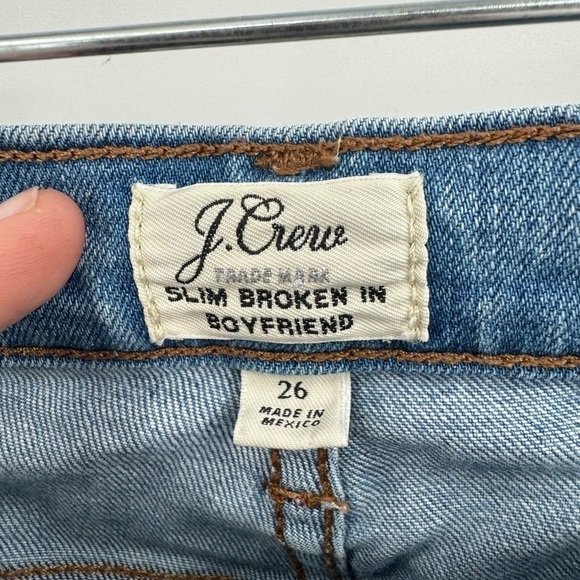 J.Crew
TRADE MARK
SLIM BROKEN IN
BOYFRIEND
26
MADE IN
MEXICO